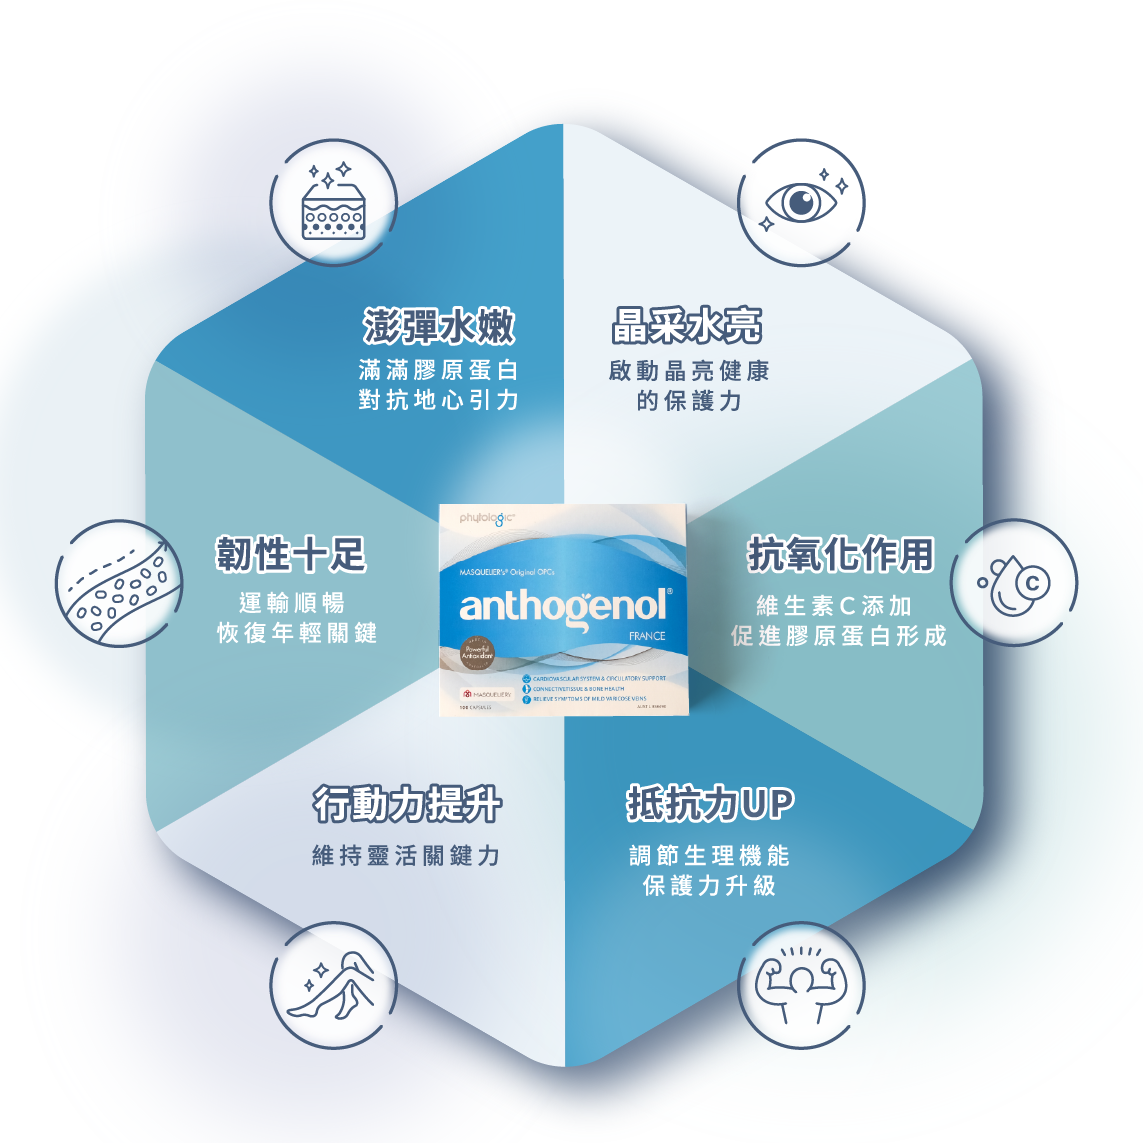 澎彈水嫩
滿滿膠原蛋白
對抗地心引力
晶采水亮
啟動晶亮健康
的保護力
韌性十足
運輸順暢
恢復年輕關鍵
phytologic
MASQUELIER's® Original OPCs
anthogenol®
FRANCE
Powerful
Antioxidant
MASQUELIER'S
CARDIOVASCULAR SYSTEM & CIRCULATORY SUPPORT
CONNECTIVE TISSUE & BONE HEALTH
RELIEVE SYMPTOMS OF MILD VARICOSE VEINS
100 CAPSULES
抗氧化作用
維生素C添加
促進膠原蛋白形成
C
行動力提升
維持靈活關鍵力
抵抗力UP
調節生理機能
保護力升級